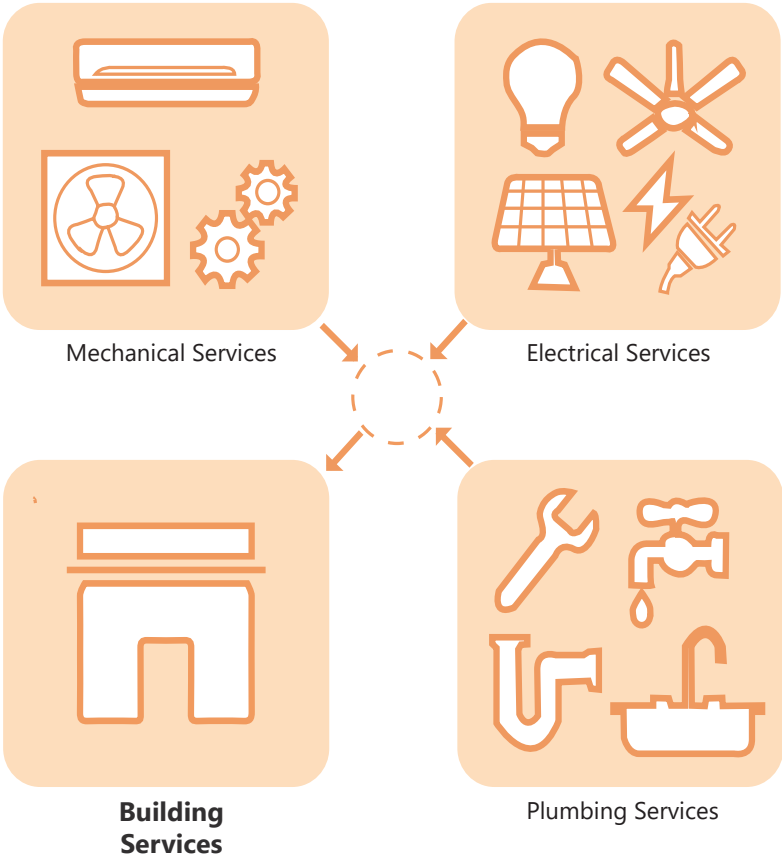 Mechanical Services
Electrical Services
Building
Services
Plumbing Services